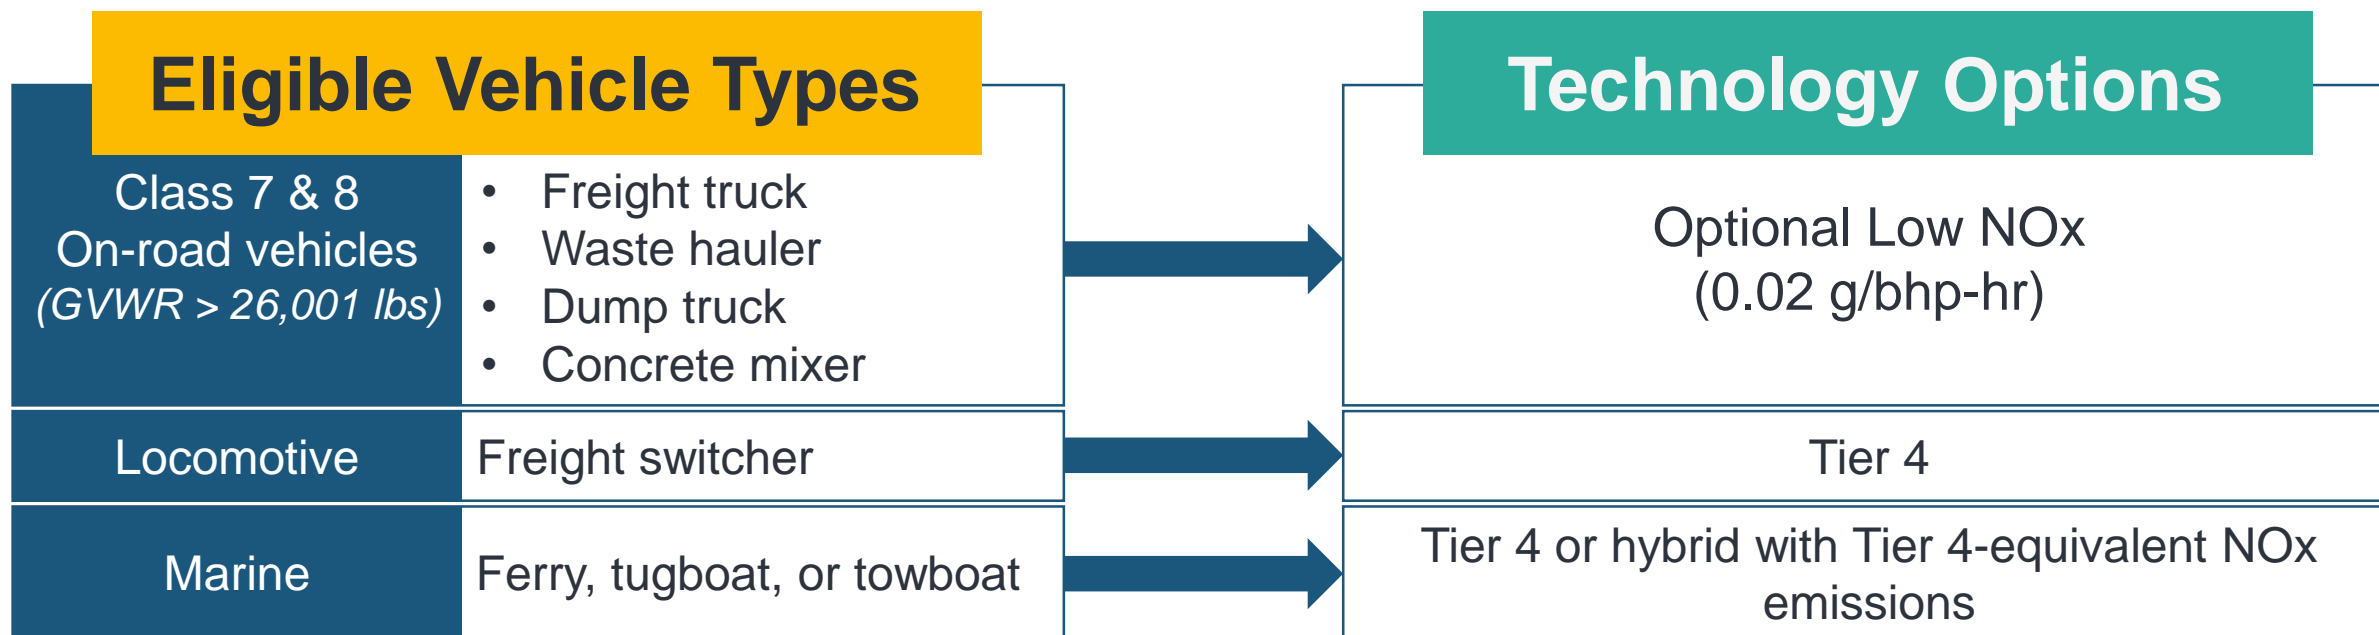 Eligible Vehicle Types
Technology Options
Class 7 & 8
On-road vehicles
(GVWR > 26,001 lbs)
• Freight truck
• Waste hauler
• Dump truck
• Concrete mixer
Optional Low NOx
(0.02 g/bhp-hr)
Locomotive
Freight switcher
Tier 4
Marine
Ferry, tugboat, or towboat
Tier 4 or hybrid with Tier 4-equivalent NOx
emissions